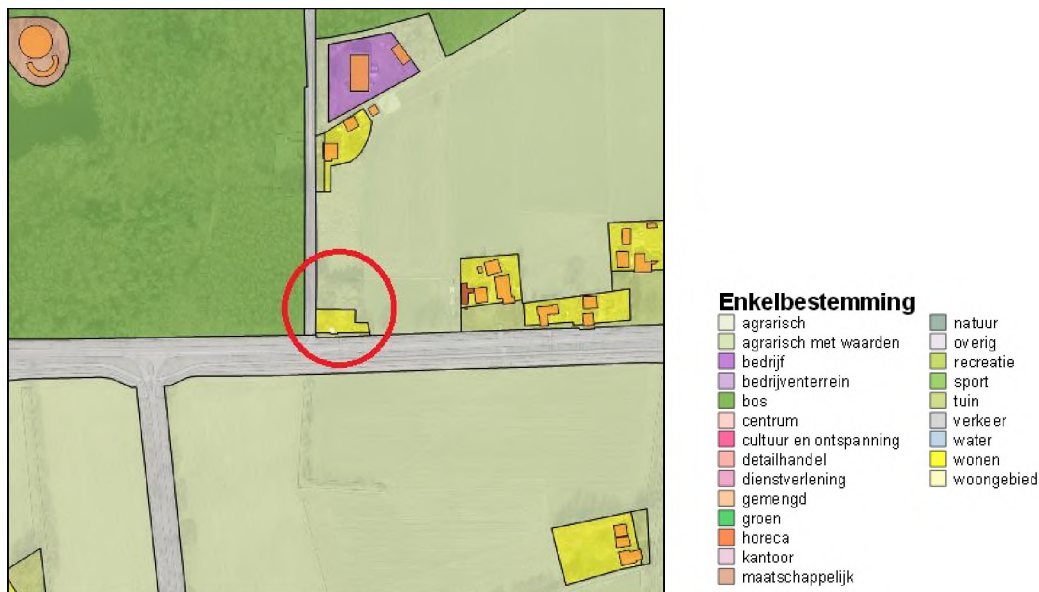 Enkelbestemming
agrarisch
agrarisch met waarden
bedrijf
bedrijventerrein
bos
centrum
cultuur en ontspanning
detailhandel
dienstverlening
gemengd
groen
horeca
kantoor
maatschappelijk
natuur
overig
recreatie
sport
tuin
verkeer
water
wonen
woongebied